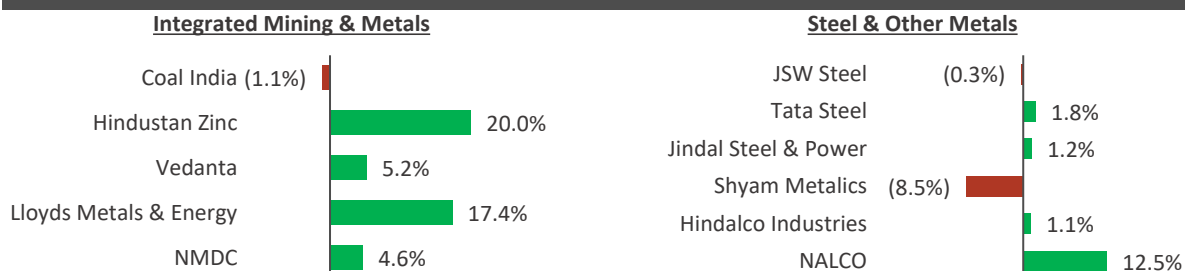 Integrated Mining & Metals
Coal India (1.1%)
Hindustan Zinc 20.0%
Vedanta 5.2%
Lloyds Metals & Energy 17.4%
NMDC 4.6%
Steel & Other Metals
JSW Steel (0.3%)
Tata Steel 1.8%
Jindal Steel & Power 1.2%
Shyam Metalics (8.5%)
Hindalco Industries 1.1%
NALCO 12.5%